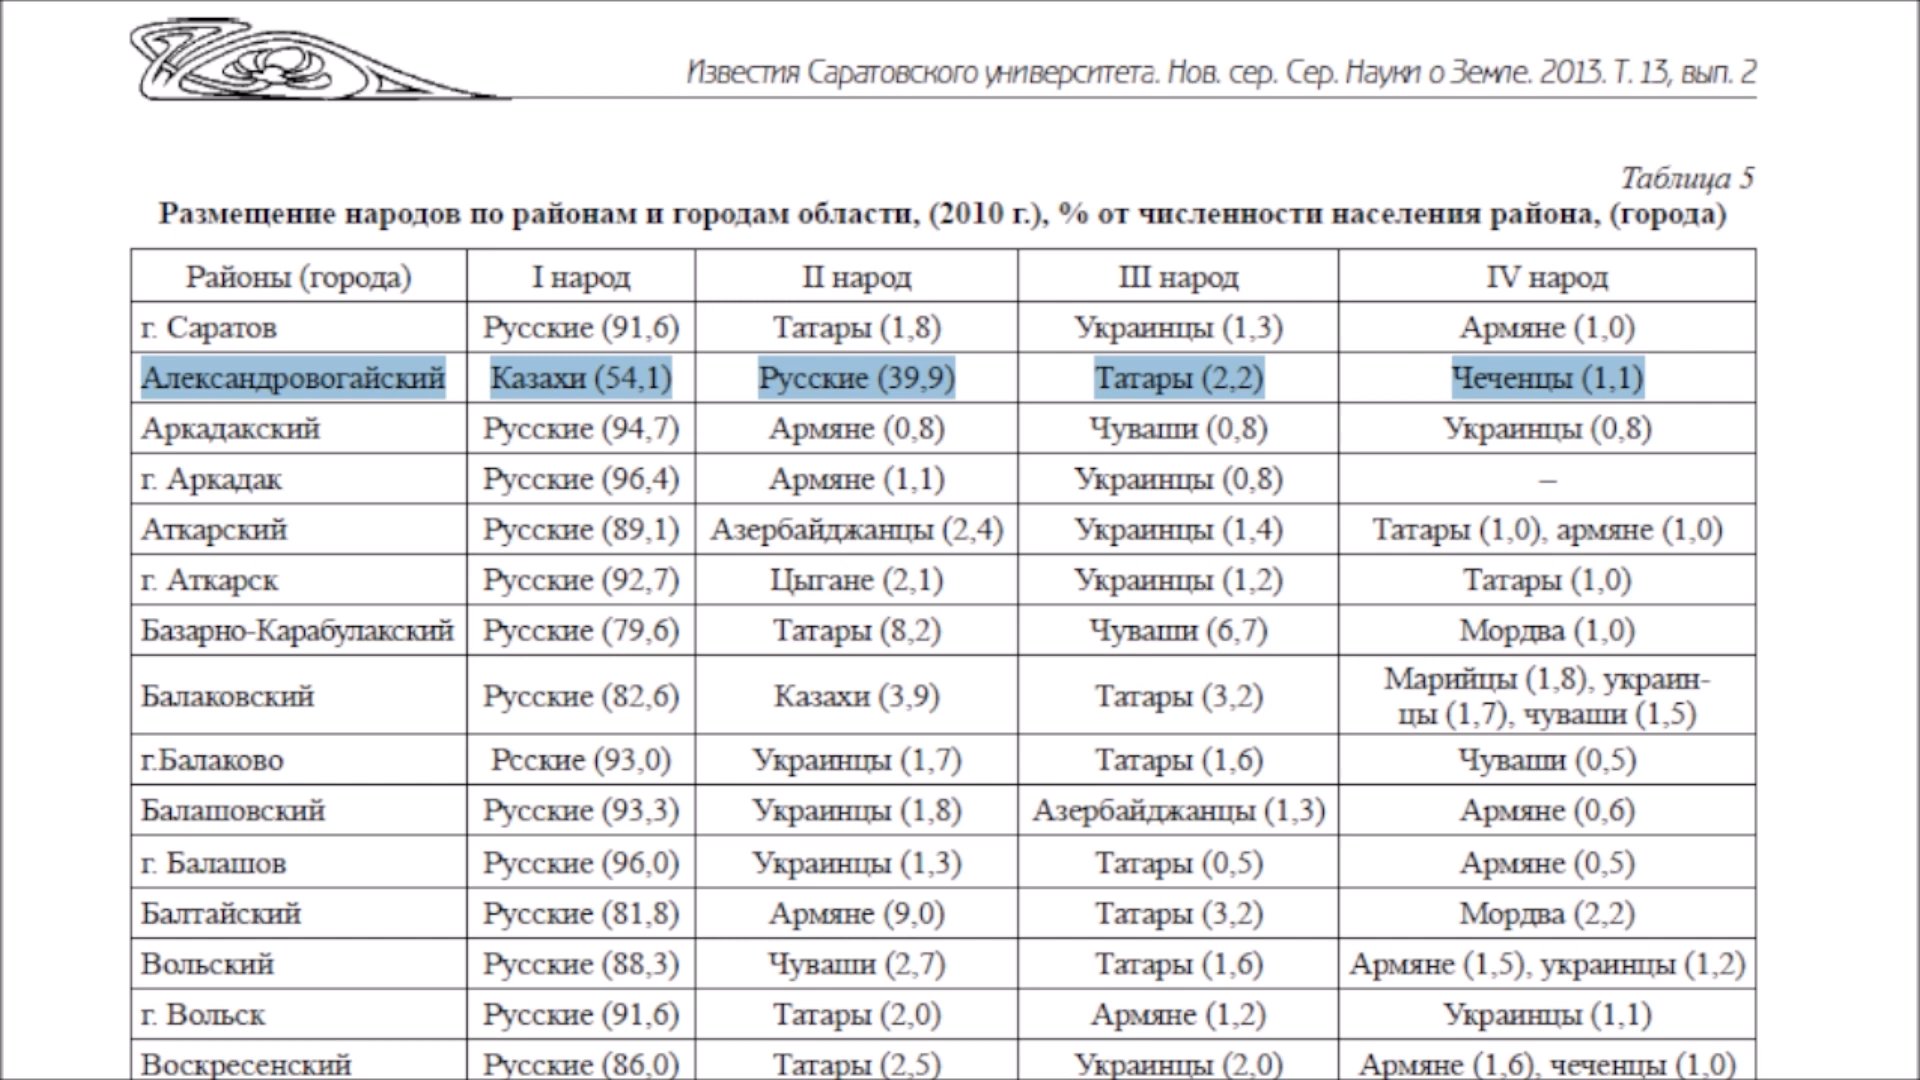 Известия Саратовского университета. Нов. сер. Сер. Науки о Земле. 2013. Т. 13, вып. 2
Таблица 5
Размещение народов по районам и городам области, (2010 г.), % от численности населения района, (города)
Районы (города) I народ II народ III народ IV народ
г. Саратов Русские (91,6) Татары (1,8) Украинцы (1,3) Армяне (1,0)
Александровогайский Казахи (54,1) Русские (39,9) Татары (2,2) Чеченцы (1,1)
Аркадакский Русские (94,7) Армяне (0,8) Чуваши (0,8) Украинцы (0,8)
г. Аркадак Русские (96,4) Армяне (1,1) Украинцы (0,8) –
Аткарский Русские (89,1) Азербайджанцы (2,4) Украинцы (1,4) Татары (1,0), армяне (1,0)
г. Аткарск Русские (92,7) Цыгане (2,1) Украинцы (1,2) Татары (1,0)
Базарно-Карабулакский Русские (79,6) Татары (8,2) Чуваши (6,7) Мордва (1,0)
Балаковский Русские (82,6) Казахи (3,9) Татары (3,2) Марийцы (1,8), украин-
цы (1,7), чуваши (1,5)
г.Балаково Рсские (93,0) Украинцы (1,7) Татары (1,6) Чуваши (0,5)
Балашовский Русские (93,3) Украинцы (1,8) Азербайджанцы (1,3) Армяне (0,6)
г. Балашов Русские (96,0) Украинцы (1,3) Татары (0,5) Армяне (0,5)
Балтайский Русские (81,8) Армяне (9,0) Татары (3,2) Мордва (2,2)
Вольский Русские (88,3) Чуваши (2,7) Татары (1,6) Армяне (1,5), украинцы (1,2)
г. Вольск Русские (91,6) Татары (2,0) Армяне (1,2) Украинцы (1,1)
Воскресенский Русские (86,0) Татары (2,5) Украинцы (2,0) Армяне (1,6), чеченцы (1,0)